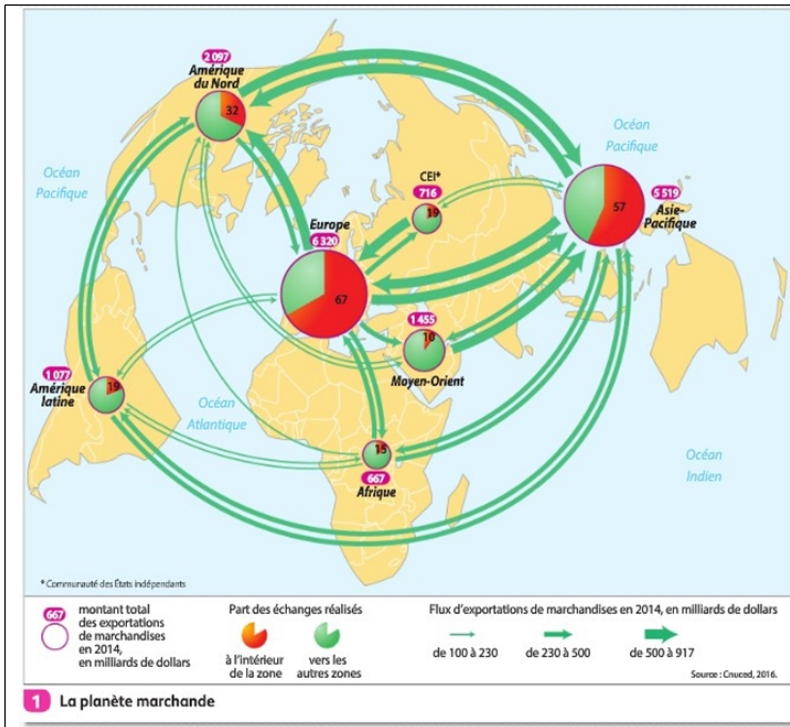 2 097
Amérique
du Nord
32
Océan
Pacifique
Océan
Pacifique
CEI*
716
19
5 519
Asie-
Pacifique
57
Europe
6 320
67
1 455
10
Moyen-Orient
1 077
Amérique
latine
19
Océan
Atlantique
15
667
Afrique
Océan
Indien
* Communauté des États indépendants
667
montant total
des exportations
de marchandises
en 2014,
en milliards de dollars
Part des échanges réalisés
à l'intérieur
de la zone
vers les
autres zones
Flux d'exportations de marchandises en 2014, en milliards de dollars
de 100 à 230
de 230 à 500
de 500 à 917
Source : Cnuced, 2016.
1 La planète marchande